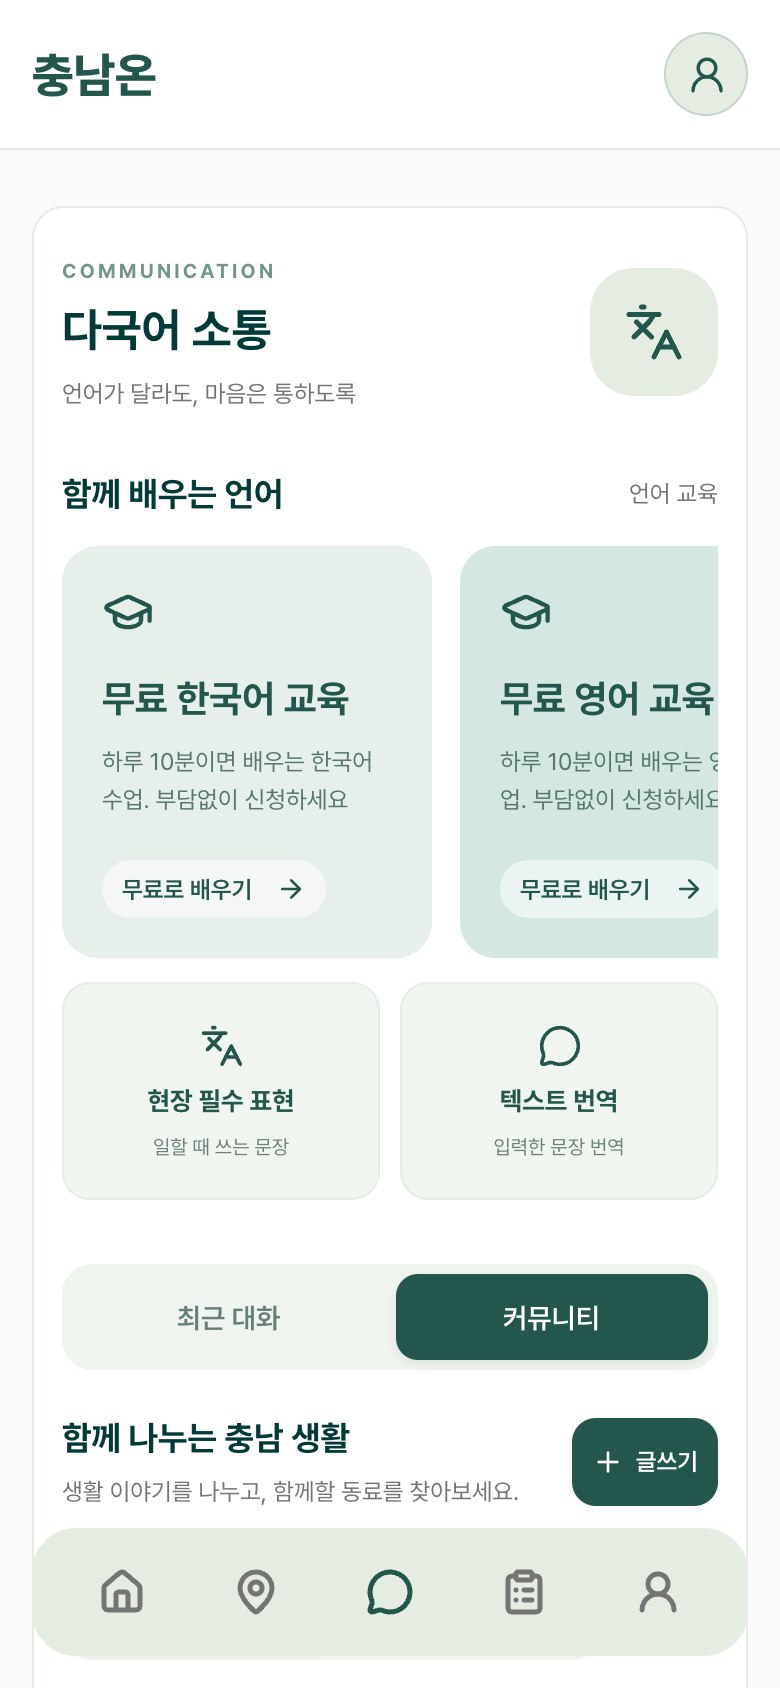 충남온
COMMUNICATION
다국어 소통
언어가 달라도, 마음은 통하도록
함께 배우는 언어
언어 교육
무료 한국어 교육
하루 10분이면 배우는 한국어
수업. 부담없이 신청하세요
무료로 배우기
무료 영어 교육
하루 10분이면 배우는
업. 부담없이 신청하세요
무료로 배우기
현장 필수 표현
일할 때 쓰는 문장
텍스트 번역
입력한 문장 번역
최근 대화
커뮤니티
함께 나누는 충남 생활
생활 이야기를 나누고, 함께할 동료를 찾아보세요.
글쓰기